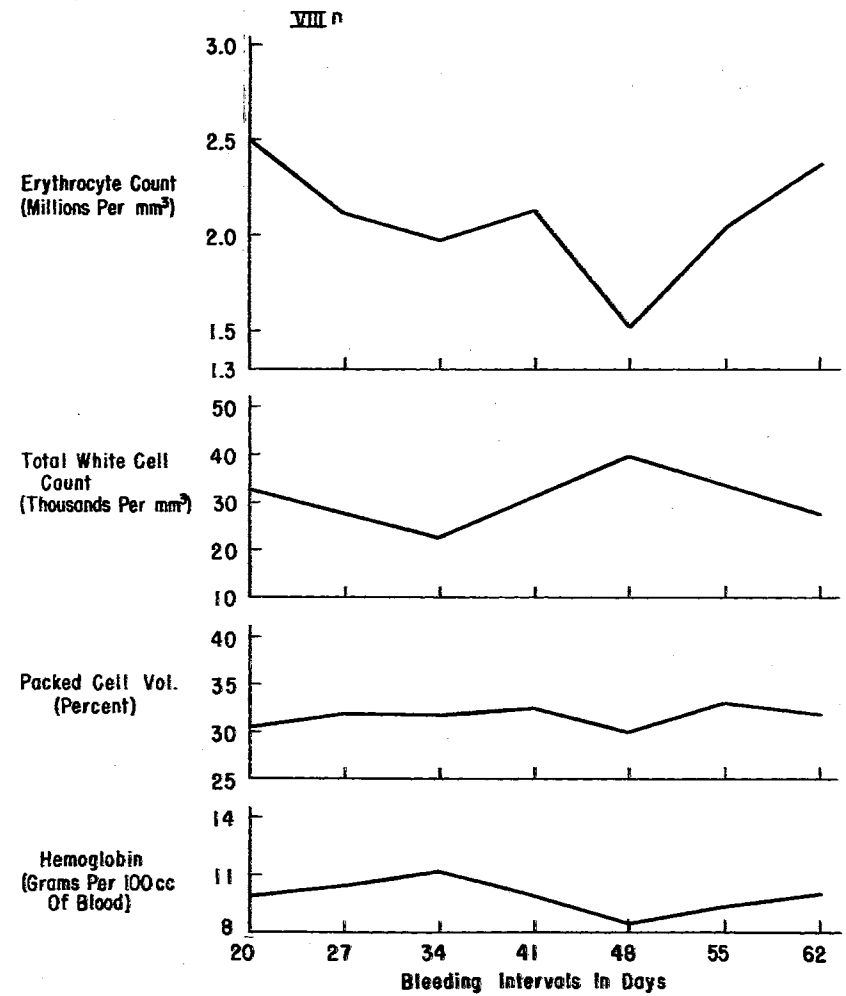 VIII n
3.0
2.5
Erythrocyte Count
(Millions Per mm³)
2.0
1.5
1.3
50
40
Total White Cell
Count
(Thousands Per mm³)
30
20
10
40
35
Packed Cell Vol.
(Percent)
30
25
14
Hemoglobin
11
(Grams Per 100cc
Of Blood)
8
20 27 34 41 48 55 62
Bleeding Intervals In Days